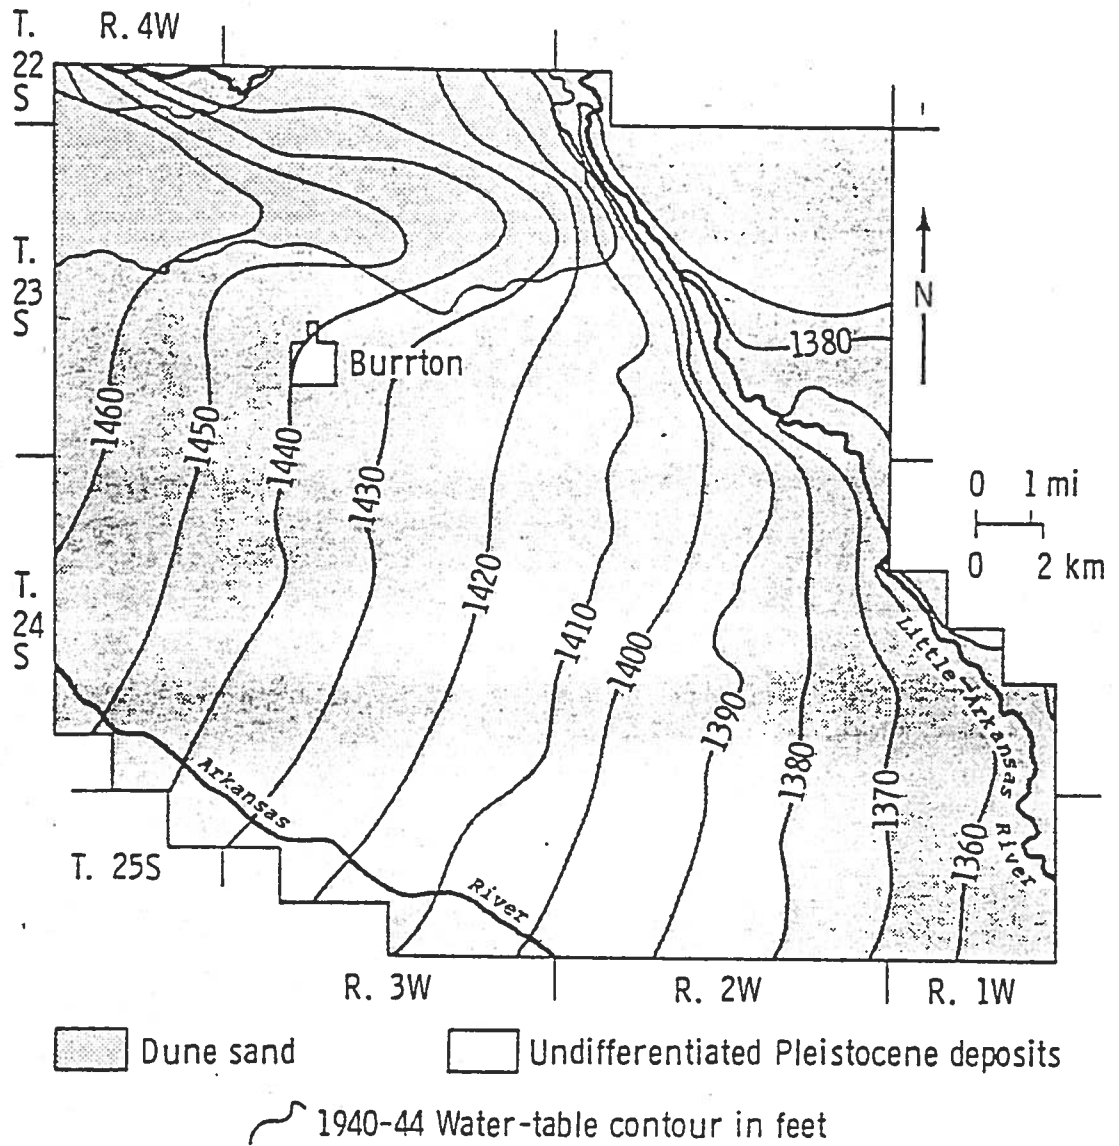 T.
22
S
R. 4W
T.
23
S
N
1380
Burrton
1460
1450
1440
1430
1420
1410
1400
1390
1380
1370
1360
0 1 mi
0 2 km
T.
24
S
Little Arkansas River
Arkansas River
T. 25S
R. 3W
R. 2W
R. 1W
Dune sand
Undifferentiated Pleistocene deposits
1940-44 Water-table contour in feet